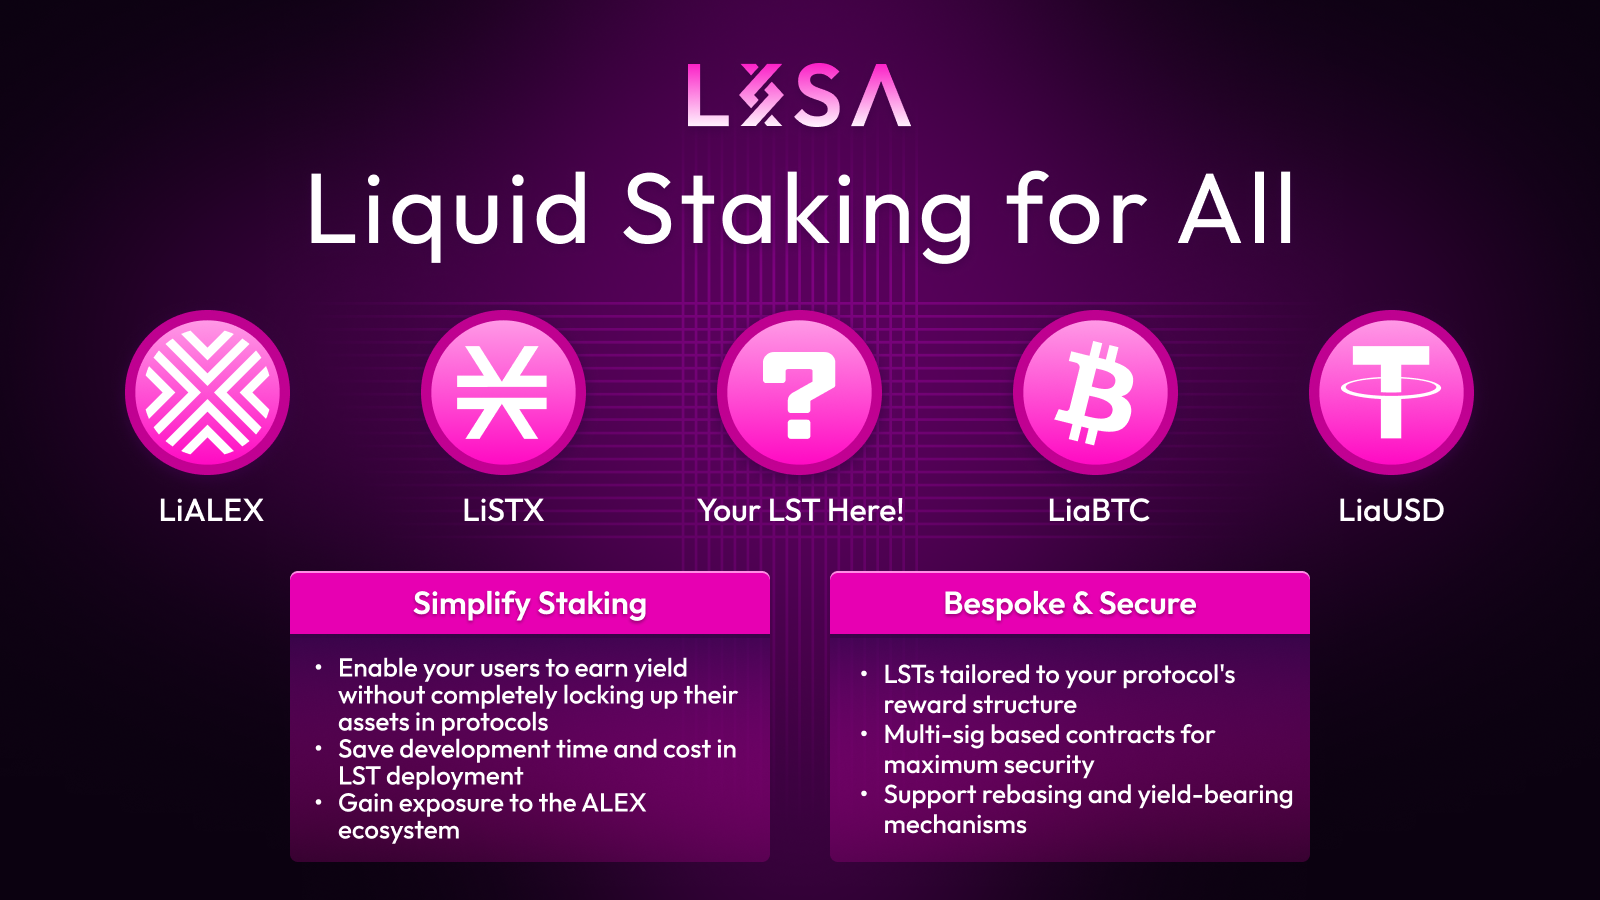 LISA
Liquid Staking for All
LiALEX
LiSTX
Your LST Here!
LiaBTC
LiaUSD
Simplify Staking
• Enable your users to earn yield
without completely locking up their
assets in protocols
• Save development time and cost in
LST deployment
• Gain exposure to the ALEX
ecosystem
Bespoke & Secure
• LSTs tailored to your protocol's
reward structure
• Multi-sig based contracts for
maximum security
• Support rebasing and yield-bearing
mechanisms